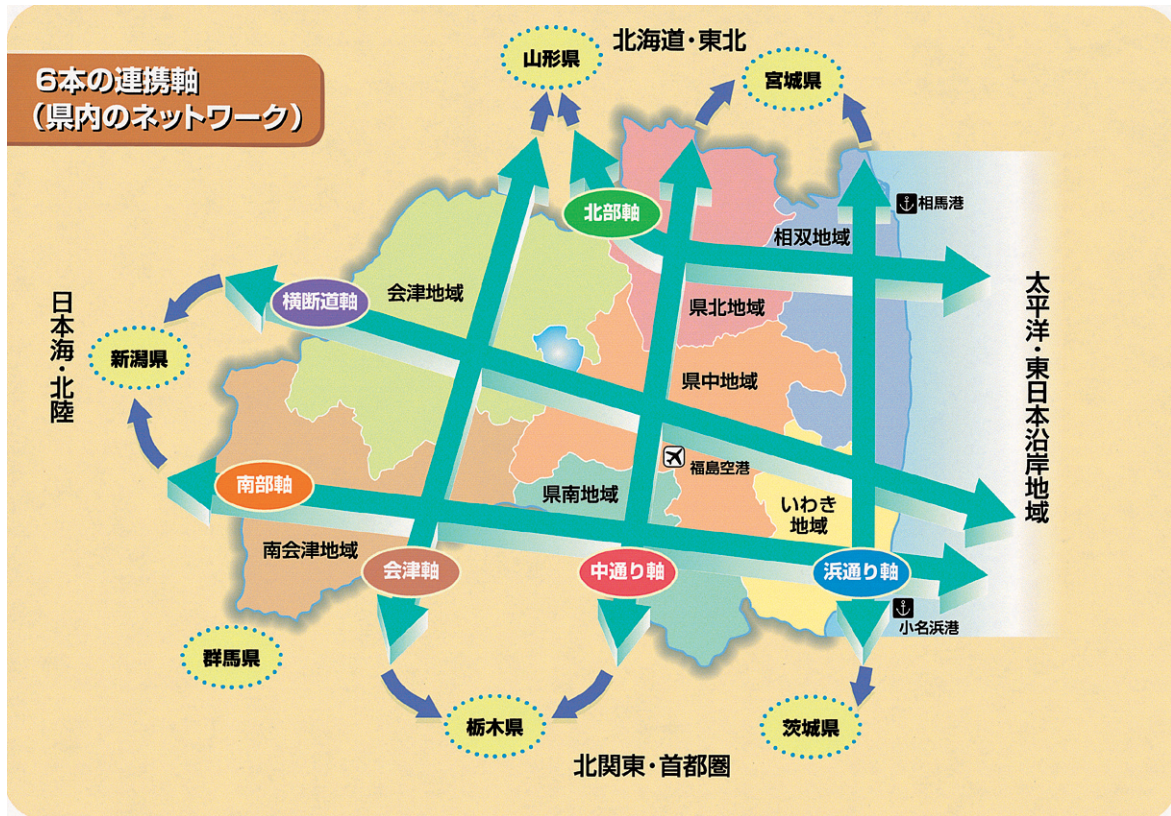 6本の連携軸
（県内のネットワーク）
北海道・東北
山形県
宮城県
相馬港
北部軸
相双地域
横断道軸
会津地域
県北地域
日本海・北陸
新潟県
県中地域
太平洋・東日本沿岸地域
福島空港
南部軸
県南地域
いわき
地域
南会津地域
会津軸
中通り軸
浜通り軸
小名浜港
群馬県
栃木県
茨城県
北関東・首都圏